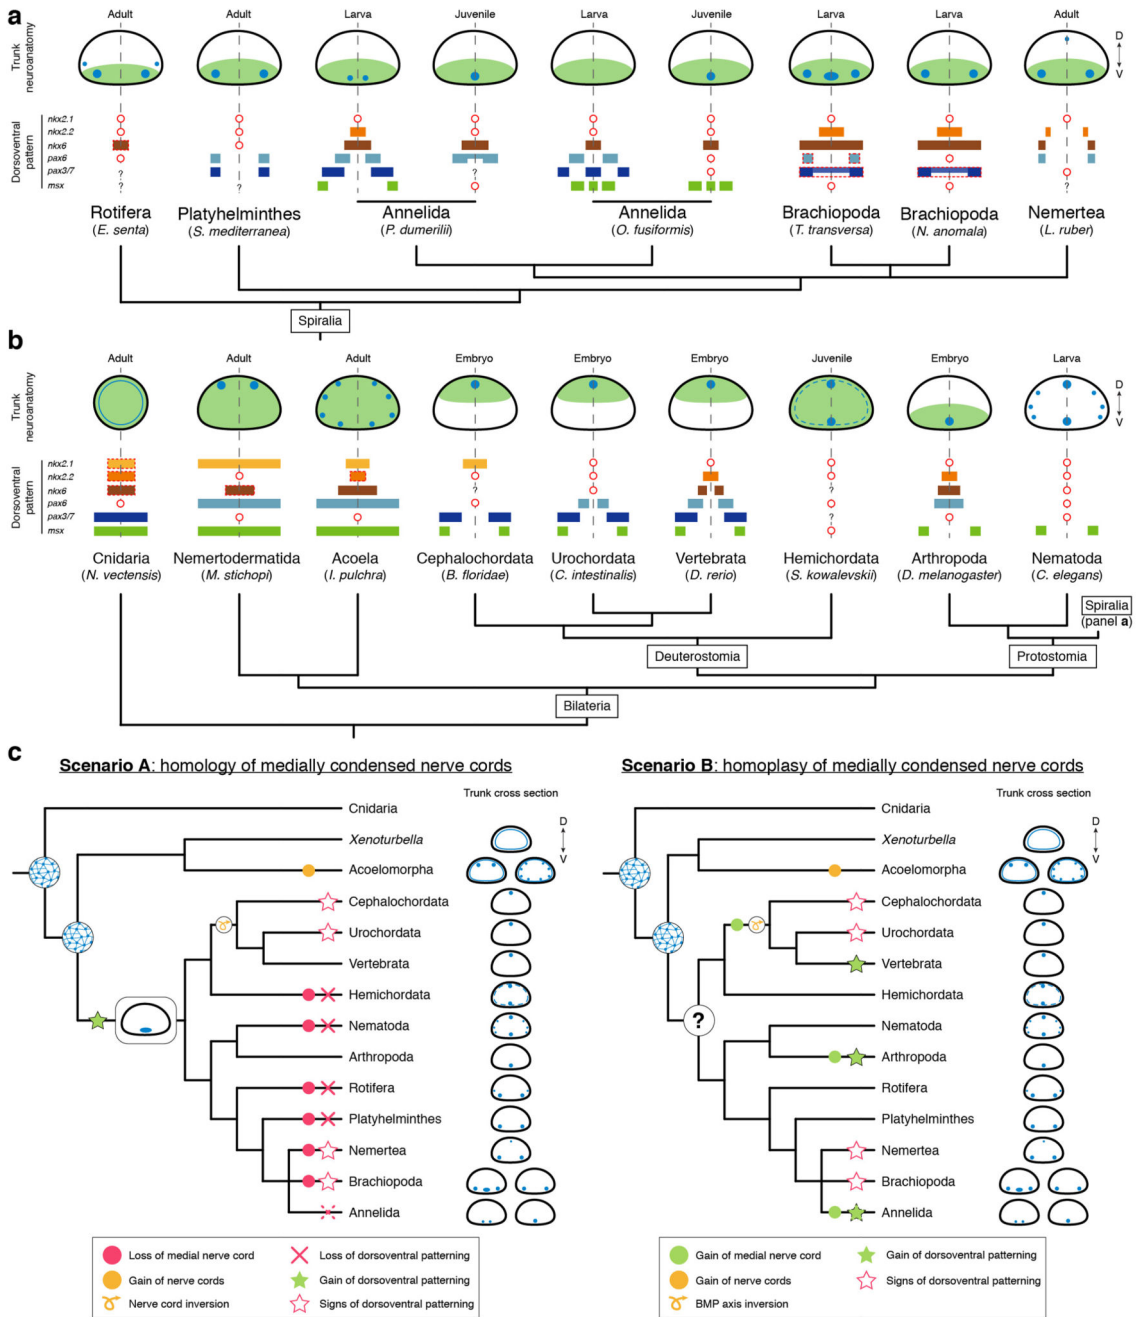 a
Adult Adult Larva Juvenile Larva Juvenile Larva Larva Adult
Trunk
neuroanatomy
D
V
Dorsoventral
pattern
nkx2.1
nkx2.2
nkx6
pax6
pax3/7
msx
? ? ? ? ?
Rotifera Platyhelminthes Annelida Annelida Brachiopoda Brachiopoda Nemertea
(E. senta) (S. mediterranea) (P. dumerilii) (O. fusiformis) (T. transversa) (N. anomala) (L. ruber)
Spiralia
b
Adult Adult Adult Embryo Embryo Embryo Juvenile Embryo Larva
Trunk
neuroanatomy
D
V
Dorsoventral
pattern
nkx2.1
nkx2.2
nkx6
pax6
pax3/7
msx
? ? ?
Cnidaria Nemertodermatida Acoela Cephalochordata Urochordata Vertebrata Hemichordata Arthropoda Nematoda
(N. vectensis) (M. stichopi) (I. pulchra) (B. floridae) (C. intestinalis) (D. rerio) (S. kowalevskii) (D. melanogaster) (C. elegans)
Spiralia
(panel a)
Deuterostomia Protostomia
Bilateria
c
Scenario A: homology of medially condensed nerve cords
Trunk cross section
D
V
Cnidaria
Xenoturbella
Acoelomorpha
Cephalochordata
Urochordata
Vertebrata
Hemichordata
Nematoda
Arthropoda
Rotifera
Platyhelminthes
Nemertea
Brachiopoda
Annelida
Loss of medial nerve cord Loss of dorsoventral patterning
Gain of nerve cords Gain of dorsoventral patterning
Nerve cord inversion Signs of dorsoventral patterning
Scenario B: homoplasy of medially condensed nerve cords
Trunk cross section
D
V
Cnidaria
Xenoturbella
Acoelomorpha
Cephalochordata
Urochordata
Vertebrata
Hemichordata
?
Nematoda
Arthropoda
Rotifera
Platyhelminthes
Nemertea
Brachiopoda
Annelida
Gain of medial nerve cord Gain of dorsoventral patterning
Gain of nerve cords Signs of dorsoventral patterning
BMP axis inversion